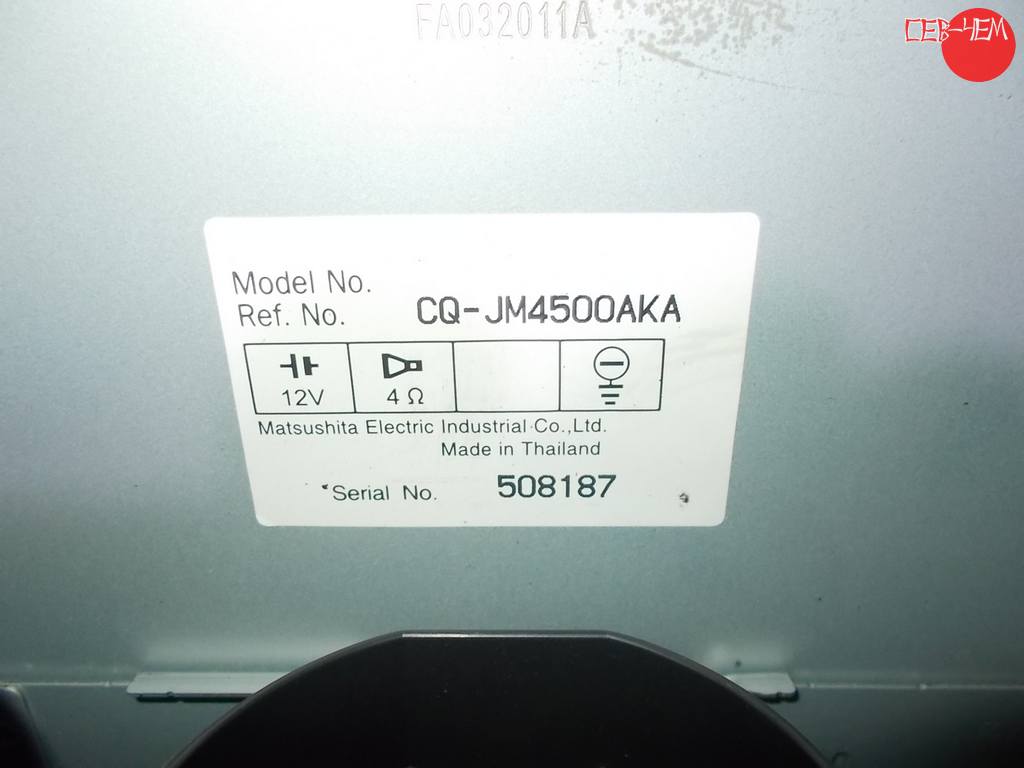 FA032011A
СЕВ-ЧЕМ
Model No.
Ref. No. CQ-JM4500AKA
12V 4 Ω
Matsushita Electric Industrial Co.,Ltd.
Made in Thailand
Serial No. 508187